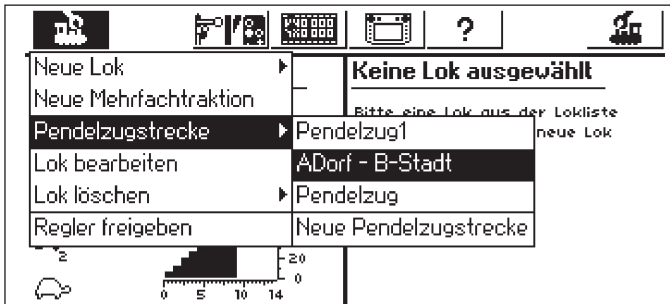 ?
Neue Lok
Neue Mehrfachtraktion
Pendelzugstrecke
Lok bearbeiten
Lok löschen
Regler freigeben
Pendelzug1
ADorf - B-Stadt
Pendelzug
Neue Pendelzugstrecke
Keine Lok ausgewählt
Bitte eine Lok aus der Lokliste
neue Lok
2
20
0
0 5 10 14